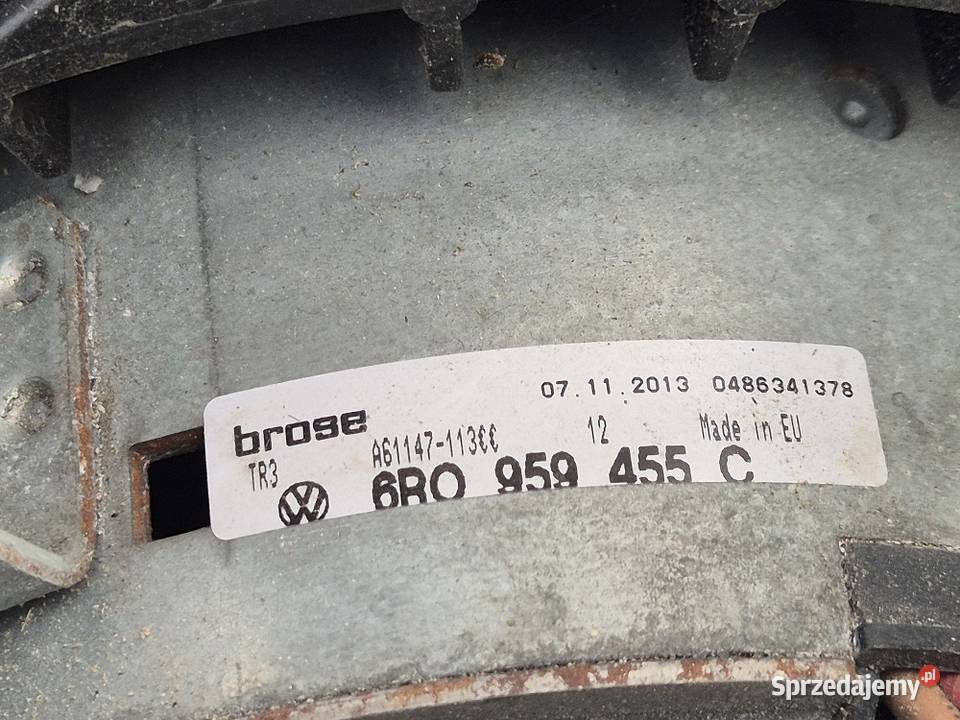 07.11.2013 0486341378
brose
A61147-113€€ 12 Made in EU
TR3
6R0 959 455 C
Sprzedajemy.pl